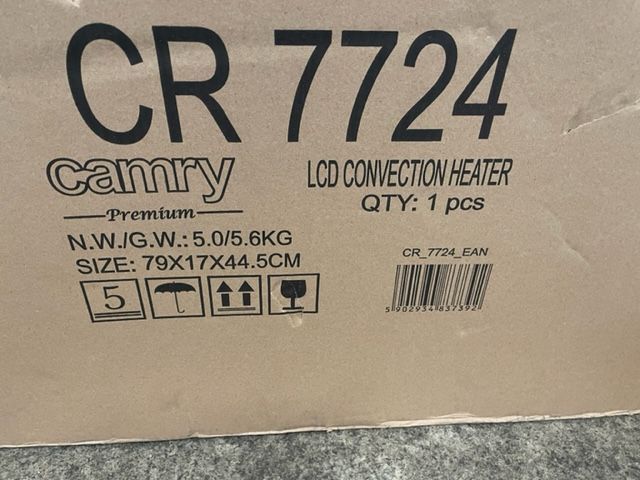 CR 7724
camry
Premium
LCD CONVECTION HEATER
QTY: 1 pcs
N.W./G.W.: 5.0/5.6KG
SIZE: 79X17X44.5CM
5
CR_7724_EAN
5 902934 837392